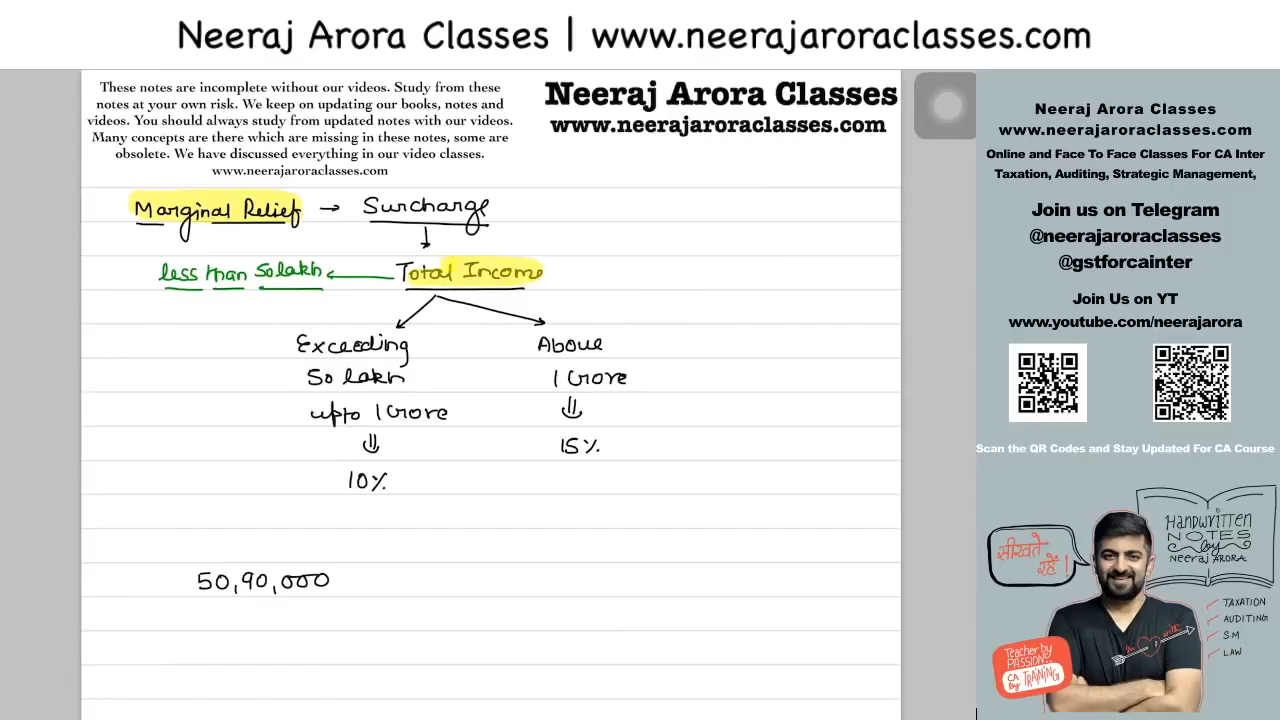 Neeraj Arora Classes | www.neerajaroraclasses.com
These notes are incomplete without our videos. Study from these
notes at your own risk. We keep on updating our books, notes and
videos. You should always study from updated notes with our videos.
Many concepts are there which are missing in these notes, some are
obsolete. We have discussed everything in our video classes.
www.neerajaroraclasses.com
Neeraj Arora Classes
www.neerajaroraclasses.com
Marginal Relief → Surcharge
less than 50 lakh ← Total Income
Exceeding
50 lakh
upto 1 Crore
⇓
10%
Above
1 Crore
⇓
15%
50,90,000
Neeraj Arora Classes
www.neerajaroraclasses.com
Online and Face To Face Classes For CA Inter
Taxation, Auditing, Strategic Management,
Join us on Telegram
@neerajaroraclasses
@gstforcainter
Join Us on YT
www.youtube.com/neerajarora
Scan the QR Codes and Stay Updated For CA Course
सीखते
रहें !
HANDWRITTEN
NOTES
by
Neeraj ARORA
TAXATION
AUDITING
SM
LAW
Teacher by
PASSION
CA by TRAINING